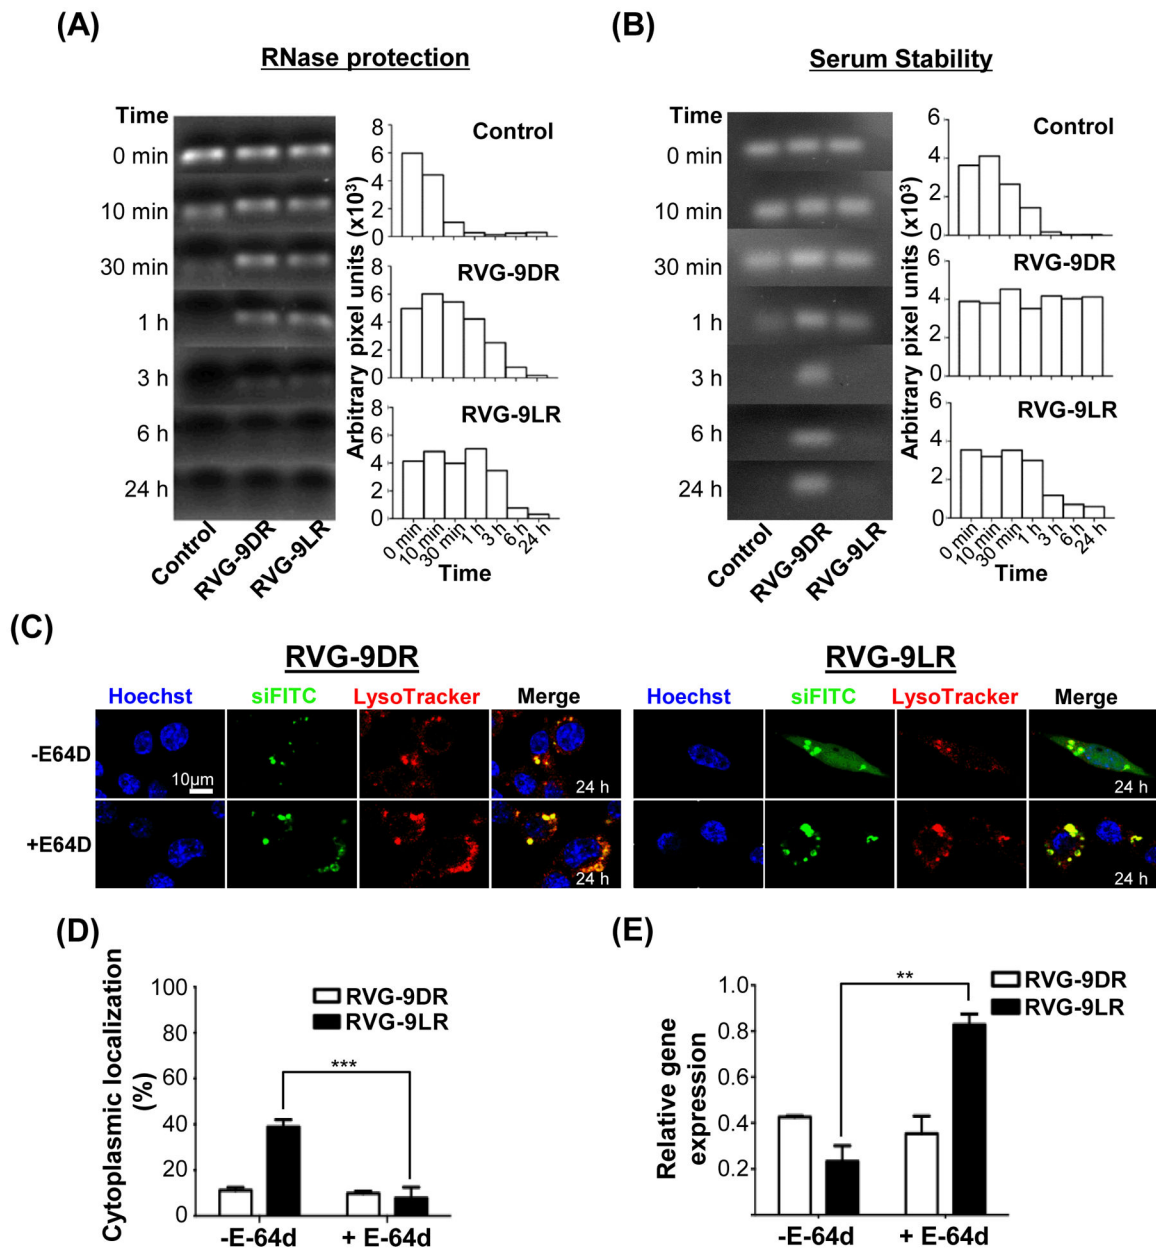 (A)
RNase protection
Time
0 min
10 min
30 min
1 h
3 h
6 h
24 h
Control
RVG-9DR
RVG-9LR
Arbitrary pixel units (x10³)
8
6
4
2
0
Control
8
6
4
2
0
RVG-9DR
8
6
4
2
0
RVG-9LR
0 min
10 min
30 min
1 h
3 h
6 h
24 h
Time
(B)
Serum Stability
Time
0 min
10 min
30 min
1 h
3 h
6 h
24 h
Control
RVG-9DR
RVG-9LR
Arbitrary pixel units (x10³)
6
4
2
0
Control
6
4
2
0
RVG-9DR
6
4
2
0
RVG-9LR
0 min
10 min
30 min
1 h
3 h
6 h
24 h
Time
(C)
RVG-9DR
RVG-9LR
Hoechst siFITC LysoTracker Merge
Hoechst siFITC LysoTracker Merge
-E64D
10µm
24 h
24 h
+E64D
24 h
24 h
(D)
Cytoplasmic localization
(%)
100
80
60
40
20
0
RVG-9DR
RVG-9LR
***
-E-64d + E-64d
(E)
Relative gene
expression
1.0
0.8
0.6
0.4
0.2
RVG-9DR
RVG-9LR
**
-E-64d + E-64d